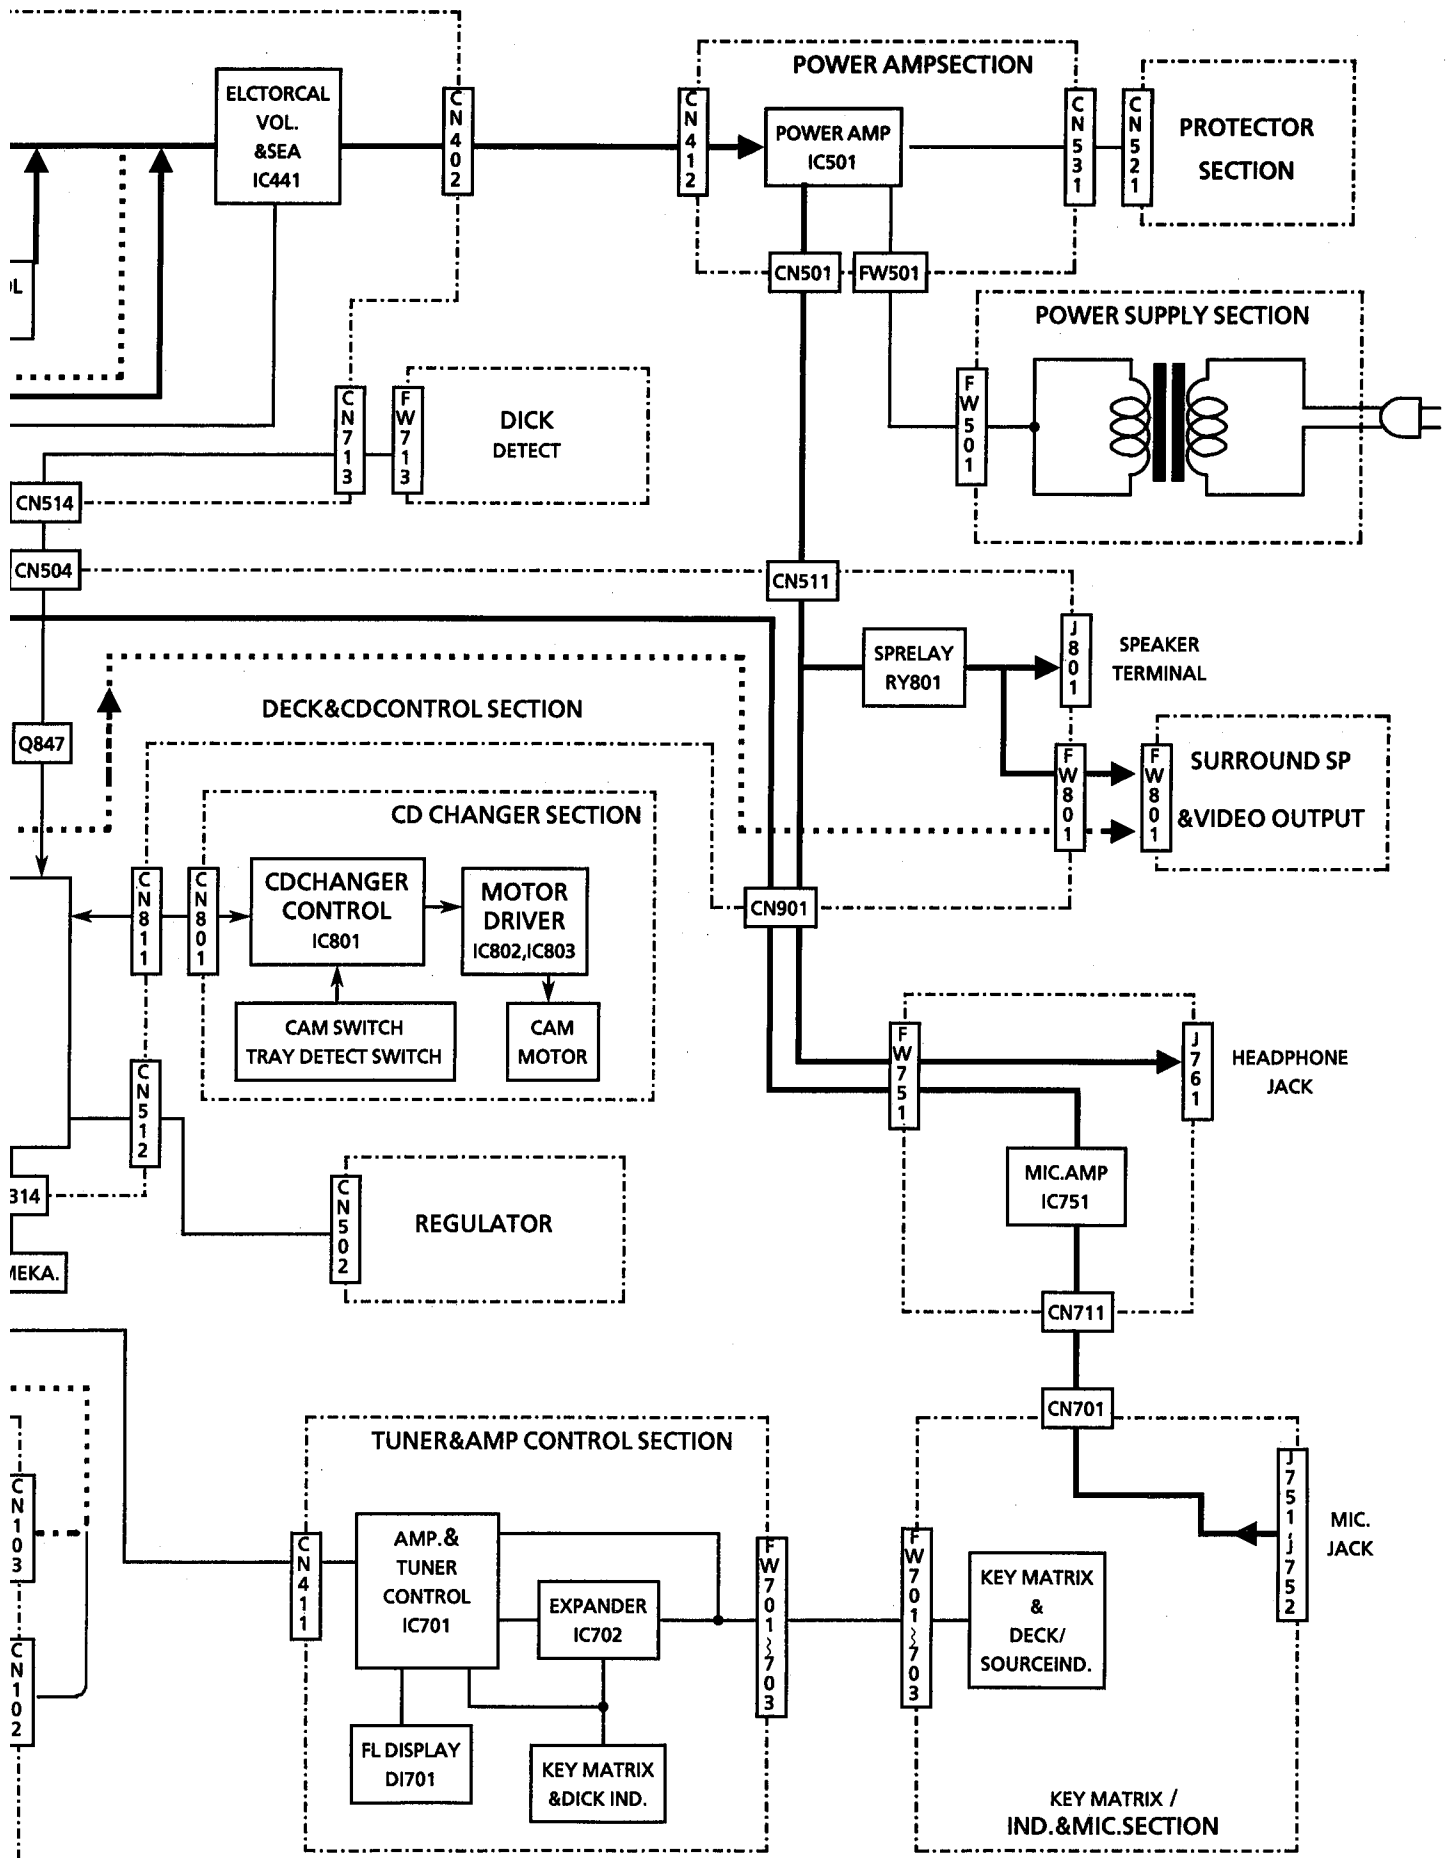 POWER AMPSECTION
ELCTORCAL
VOL.
&SEA
IC441
CN402
CN412
POWER AMP
IC501
CN531
CN521
PROTECTOR
SECTION
CN501
FW501
POWER SUPPLY SECTION
FW501
OL
CN713
FW713
DICK
DETECT
CN514
CN504
CN511
SPRELAY
RY801
J801
SPEAKER
TERMINAL
DECK&CDCONTROL SECTION
Q847
FW801
FW801
SURROUND SP
&VIDEO OUTPUT
CD CHANGER SECTION
CN811
CN801
CDCHANGER
CONTROL
IC801
MOTOR
DRIVER
IC802,IC803
CN901
CAM SWITCH
TRAY DETECT SWITCH
CAM
MOTOR
FW751
J761
HEADPHONE
JACK
CN512
MIC.AMP
IC751
314
CN502
REGULATOR
MEKA.
CN711
CN701
TUNER&AMP CONTROL SECTION
CN103
CN411
AMP.&
TUNER
CONTROL
IC701
EXPANDER
IC702
FW701~703
FW701~703
KEY MATRIX
&
DECK/
SOURCEIND.
J751~J752
MIC.
JACK
CN102
FL DISPLAY
DI701
KEY MATRIX
&DICK IND.
KEY MATRIX /
IND.&MIC.SECTION